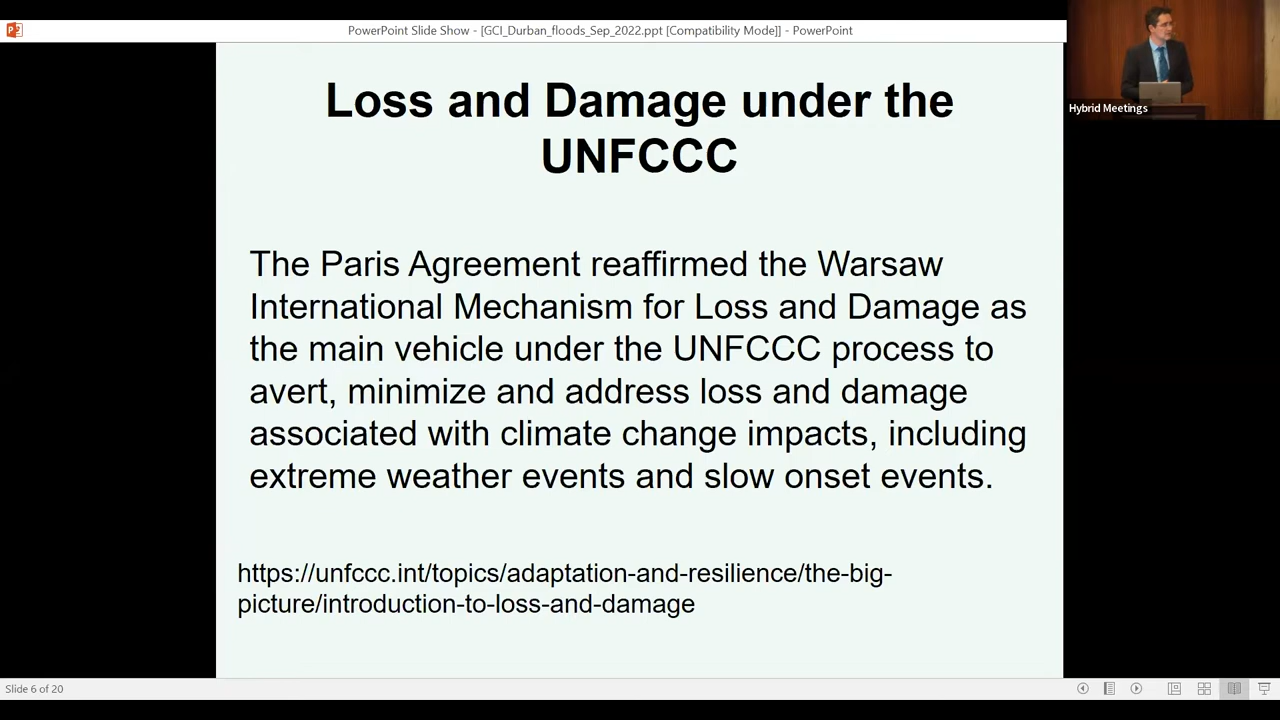 PowerPoint Slide Show - [GCI_Durban_floods_Sep_2022.ppt [Compatibility Mode]] - PowerPoint
Hybrid Meetings
Loss and Damage under the
UNFCCC
The Paris Agreement reaffirmed the Warsaw
International Mechanism for Loss and Damage as
the main vehicle under the UNFCCC process to
avert, minimize and address loss and damage
associated with climate change impacts, including
extreme weather events and slow onset events.
https://unfccc.int/topics/adaptation-and-resilience/the-big-
picture/introduction-to-loss-and-damage
Slide 6 of 20